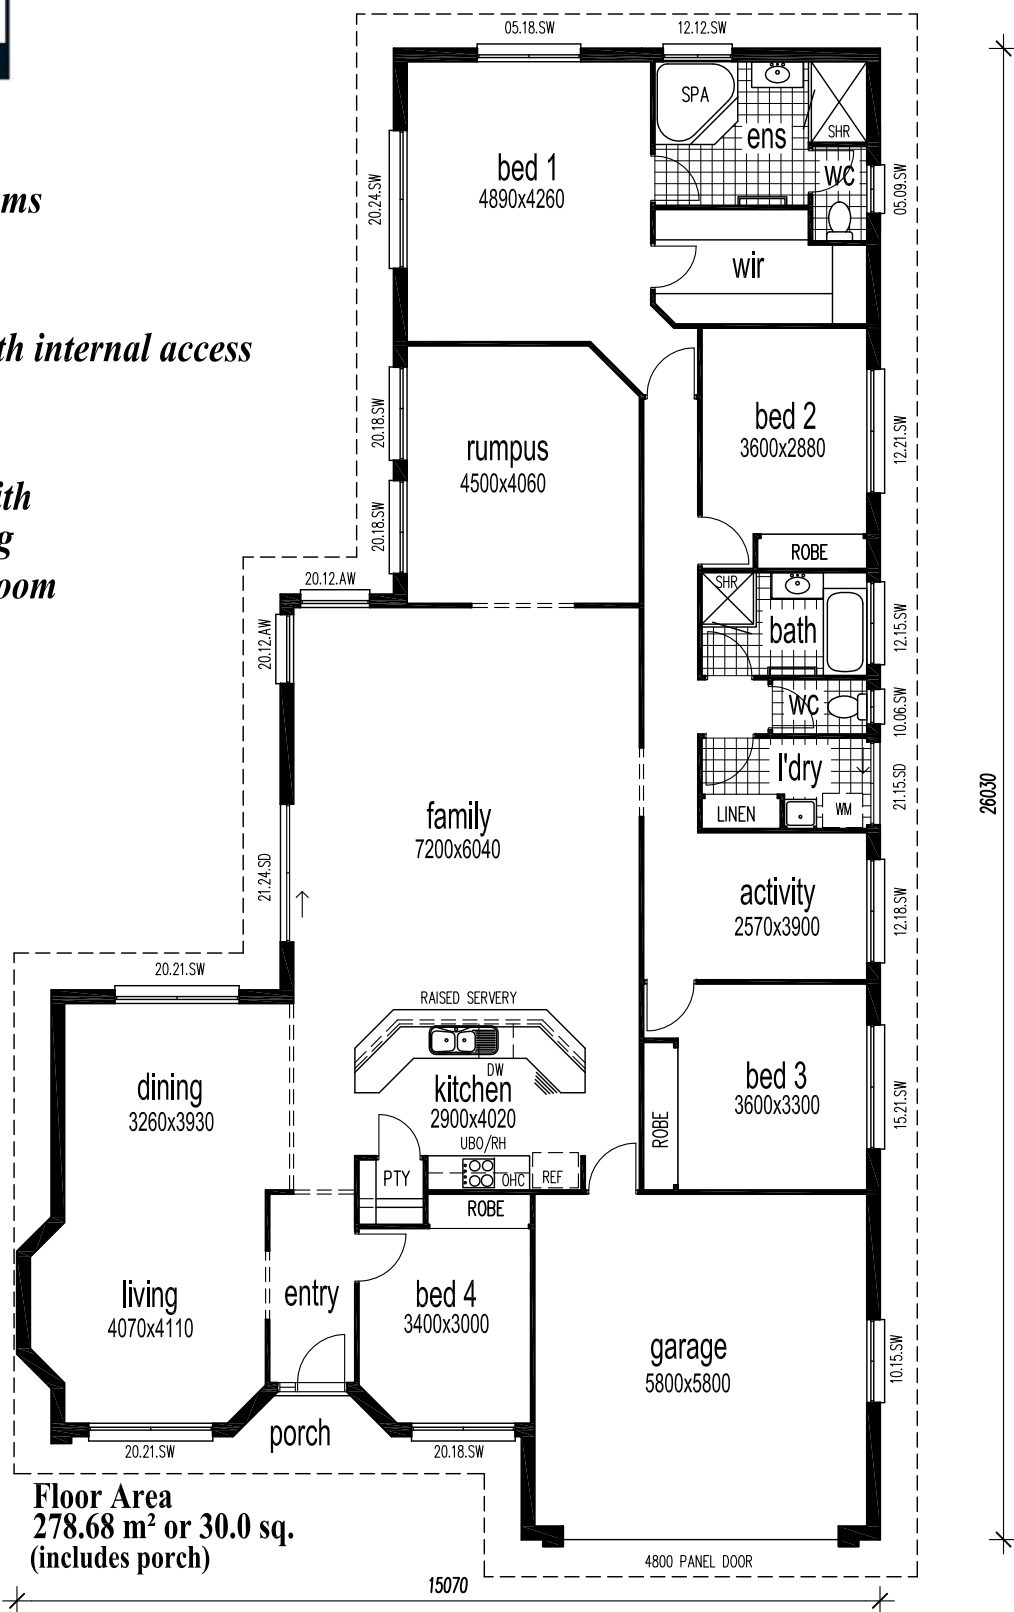 05.18.SW
12.12.SW
SPA
ens
SHR
bed 1
4890x4260
WC
20.24.SW
05.09.SW
ms
wir
th internal access
20.18.SW
bed 2
3600x2880
12.21.SW
rumpus
4500x4060
ith
g
oom
20.18.SW
ROBE
20.12.AW
SHR
20.12.AW
bath
12.15.SW
WC
10.06.SW
l'dry
21.15.SD
LINEN
WM
26030
family
7200x6040
21.24.SD
activity
2570x3900
12.18.SW
20.21.SW
RAISED SERVERY
DW
dining
3260x3930
kitchen
2900x4020
UBO/RH
bed 3
3600x3300
ROBE
15.21.SW
PTY
OHC
REF
ROBE
living
4070x4110
entry
bed 4
3400x3000
garage
5800x5800
10.15.SW
porch
20.21.SW
20.18.SW
Floor Area
278.68 m² or 30.0 sq.
(includes porch)
4800 PANEL DOOR
15070